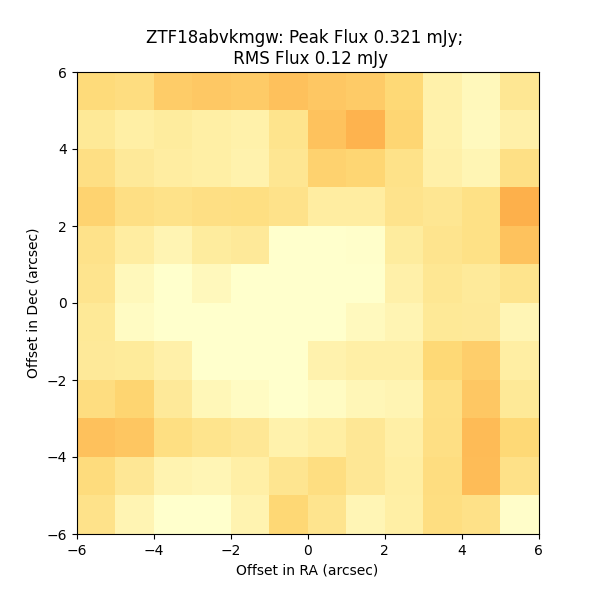 ZTF18abvkmgw: Peak Flux 0.321 mJy;
RMS Flux 0.12 mJy
6
4
2
0
−2
−4
−6
Offset in Dec (arcsec)
−6 −4 −2 0 2 4 6
Offset in RA (arcsec)